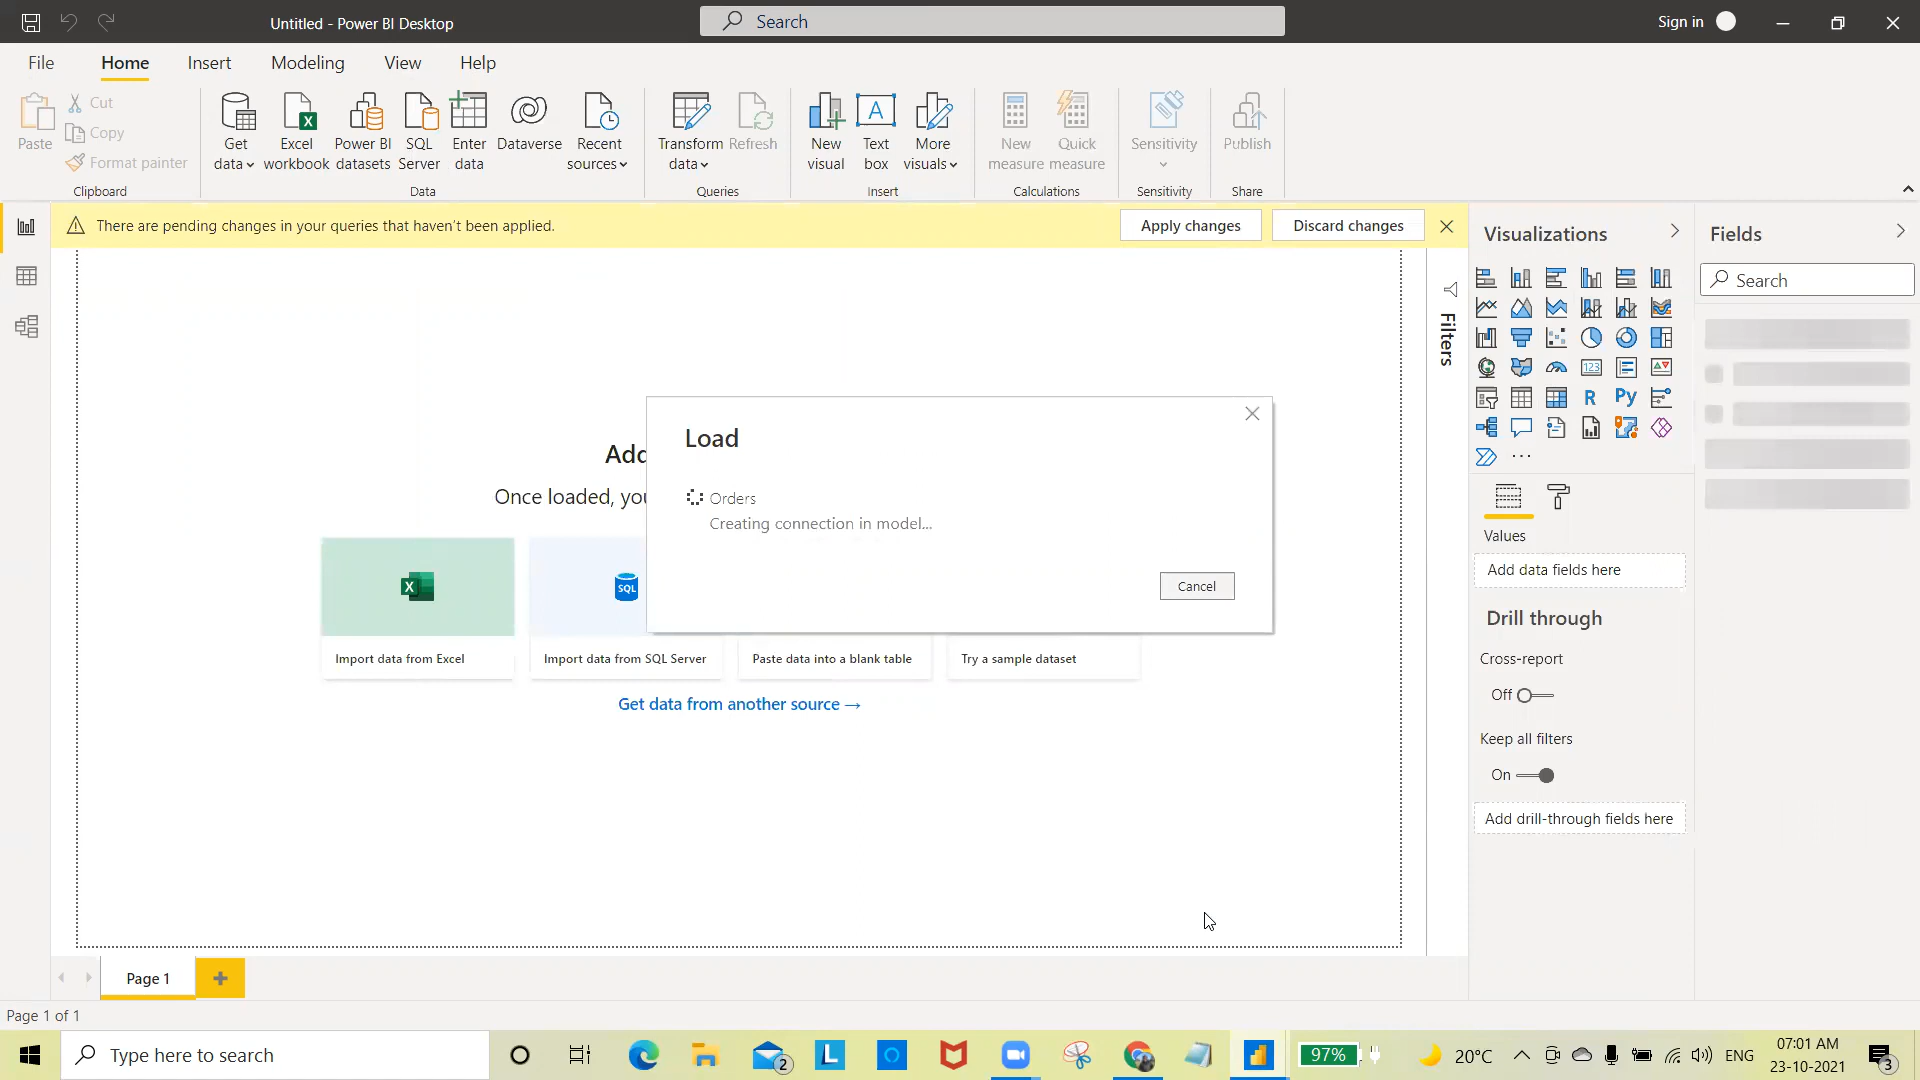 Untitled - Power BI Desktop
Search
Sign in
File
Home
Insert
Modeling
View
Help
Paste
Cut
Copy
Format painter
Clipboard
Get data
Excel workbook
Power BI datasets
SQL Server
Enter data
Dataverse
Recent sources
Data
Transform data
Refresh
Queries
New visual
A
Text box
More visuals
Insert
New measure
Quick measure
Calculations
Sensitivity
Sensitivity
Publish
Share
There are pending changes in your queries that haven't been applied.
Apply changes
Discard changes
Filters
Visualizations
123
R
Py
Values
Add data fields here
Drill through
Cross-report
Off
Keep all filters
On
Add drill-through fields here
Fields
Search
Add
Once loaded, you
Load
Orders
Creating connection in model...
Cancel
X
SQL
Import data from Excel
Import data from SQL Server
Paste data into a blank table
Try a sample dataset
Get data from another source →
Page 1
Page 1 of 1
Type here to search
2
L
97%
20°C
ENG
07:01 AM
23-10-2021
3